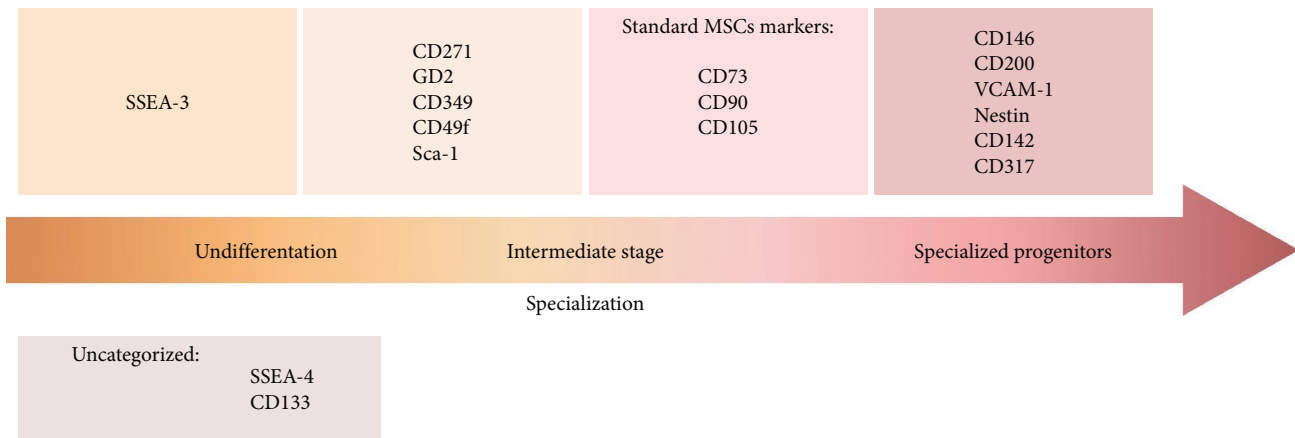 SSEA-3
CD271
GD2
CD349
CD49f
Sca-1
Standard MSCs markers:
CD73
CD90
CD105
CD146
CD200
VCAM-1
Nestin
CD142
CD317
Undifferentation
Intermediate stage
Specialized progenitors
Specialization
Uncategorized:
SSEA-4
CD133